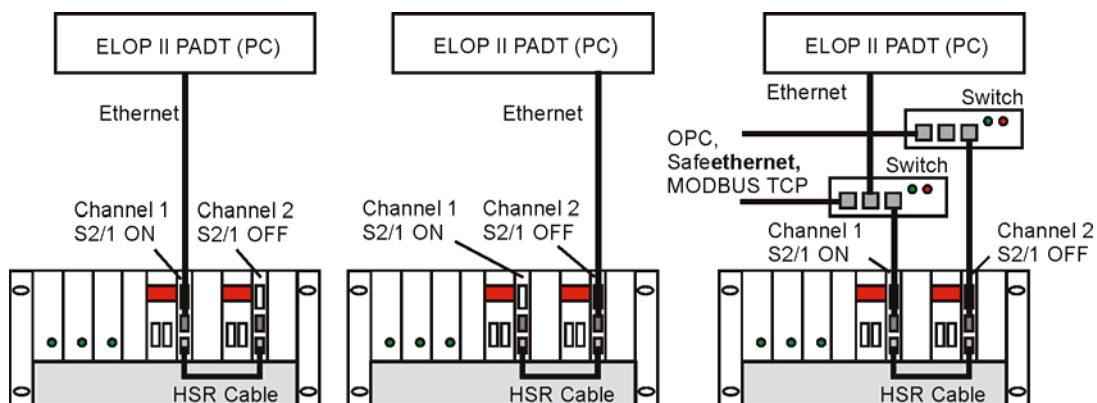 ELOP II PADT (PC)
Ethernet
Channel 1
S2/1 ON
Channel 2
S2/1 OFF
HSR Cable
ELOP II PADT (PC)
Ethernet
Channel 1
S2/1 ON
Channel 2
S2/1 OFF
HSR Cable
ELOP II PADT (PC)
Ethernet
Switch
OPC,
Safeethernet,
MODBUS TCP
Switch
Channel 1
S2/1 ON
Channel 2
S2/1 OFF
HSR Cable